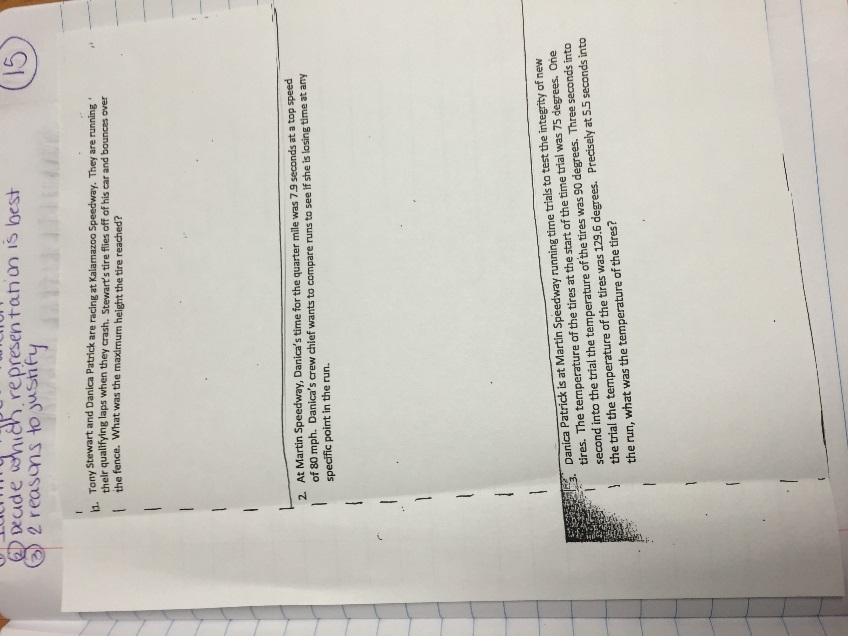 15
② Decide which representation is best
③ 2 reasons to justify
1. Tony Stewart and Danica Patrick are racing at Kalamazoo Speedway. They are running
their qualifying laps when they crash. Stewart's tire flies off of his car and bounces over
the fence. What was the maximum height the tire reached?
2. At Martin Speedway, Danica's time for the quarter mile was 7.9 seconds at a top speed
of 80 mph. Danica's crew chief wants to compare runs to see if she is losing time at any
specific point in the run.
3. Danica Patrick is at Martin Speedway running time trials to test the integrity of new
tires. The temperature of the tires at the start of the time trial was 75 degrees. One
second into the trial the temperature of the tires was 90 degrees. Three seconds into
the trial the temperature of the tires was 129.6 degrees. Precisely at 5.5 seconds into
the run, what was the temperature of the tires?